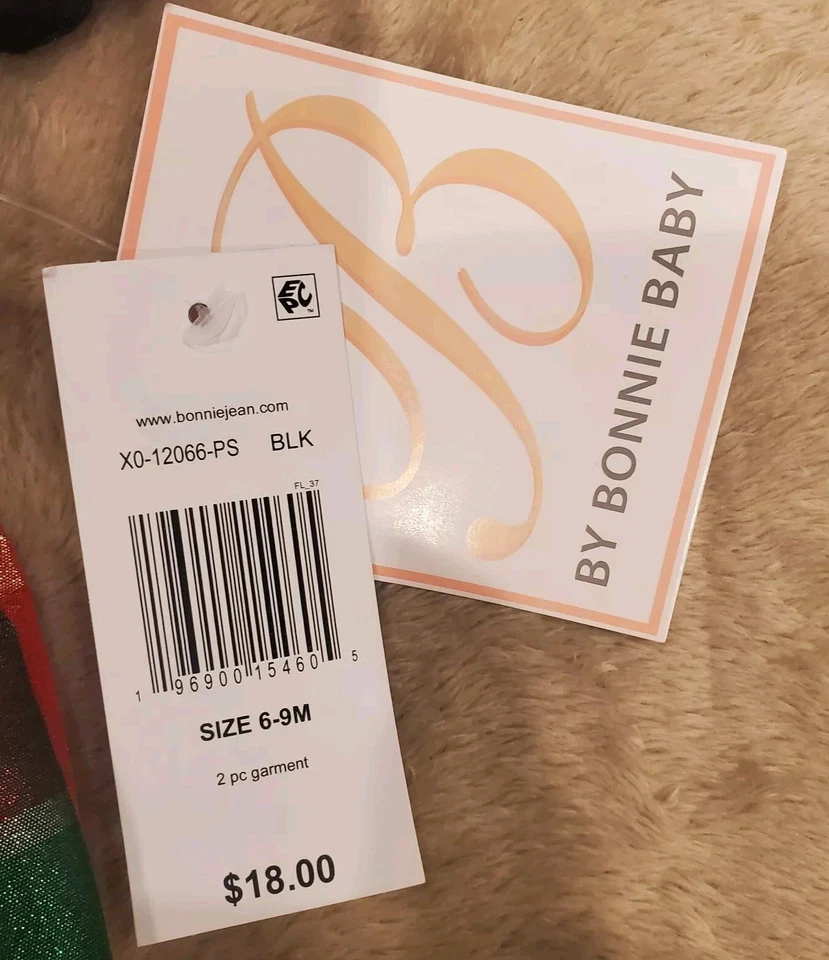 B
BY BONNIE BABY
EPC™
www.bonniejean.com
X0-12066-PS BLK
FL_37
1 96900 15460 5
SIZE 6-9M
2 pc garment
$18.00